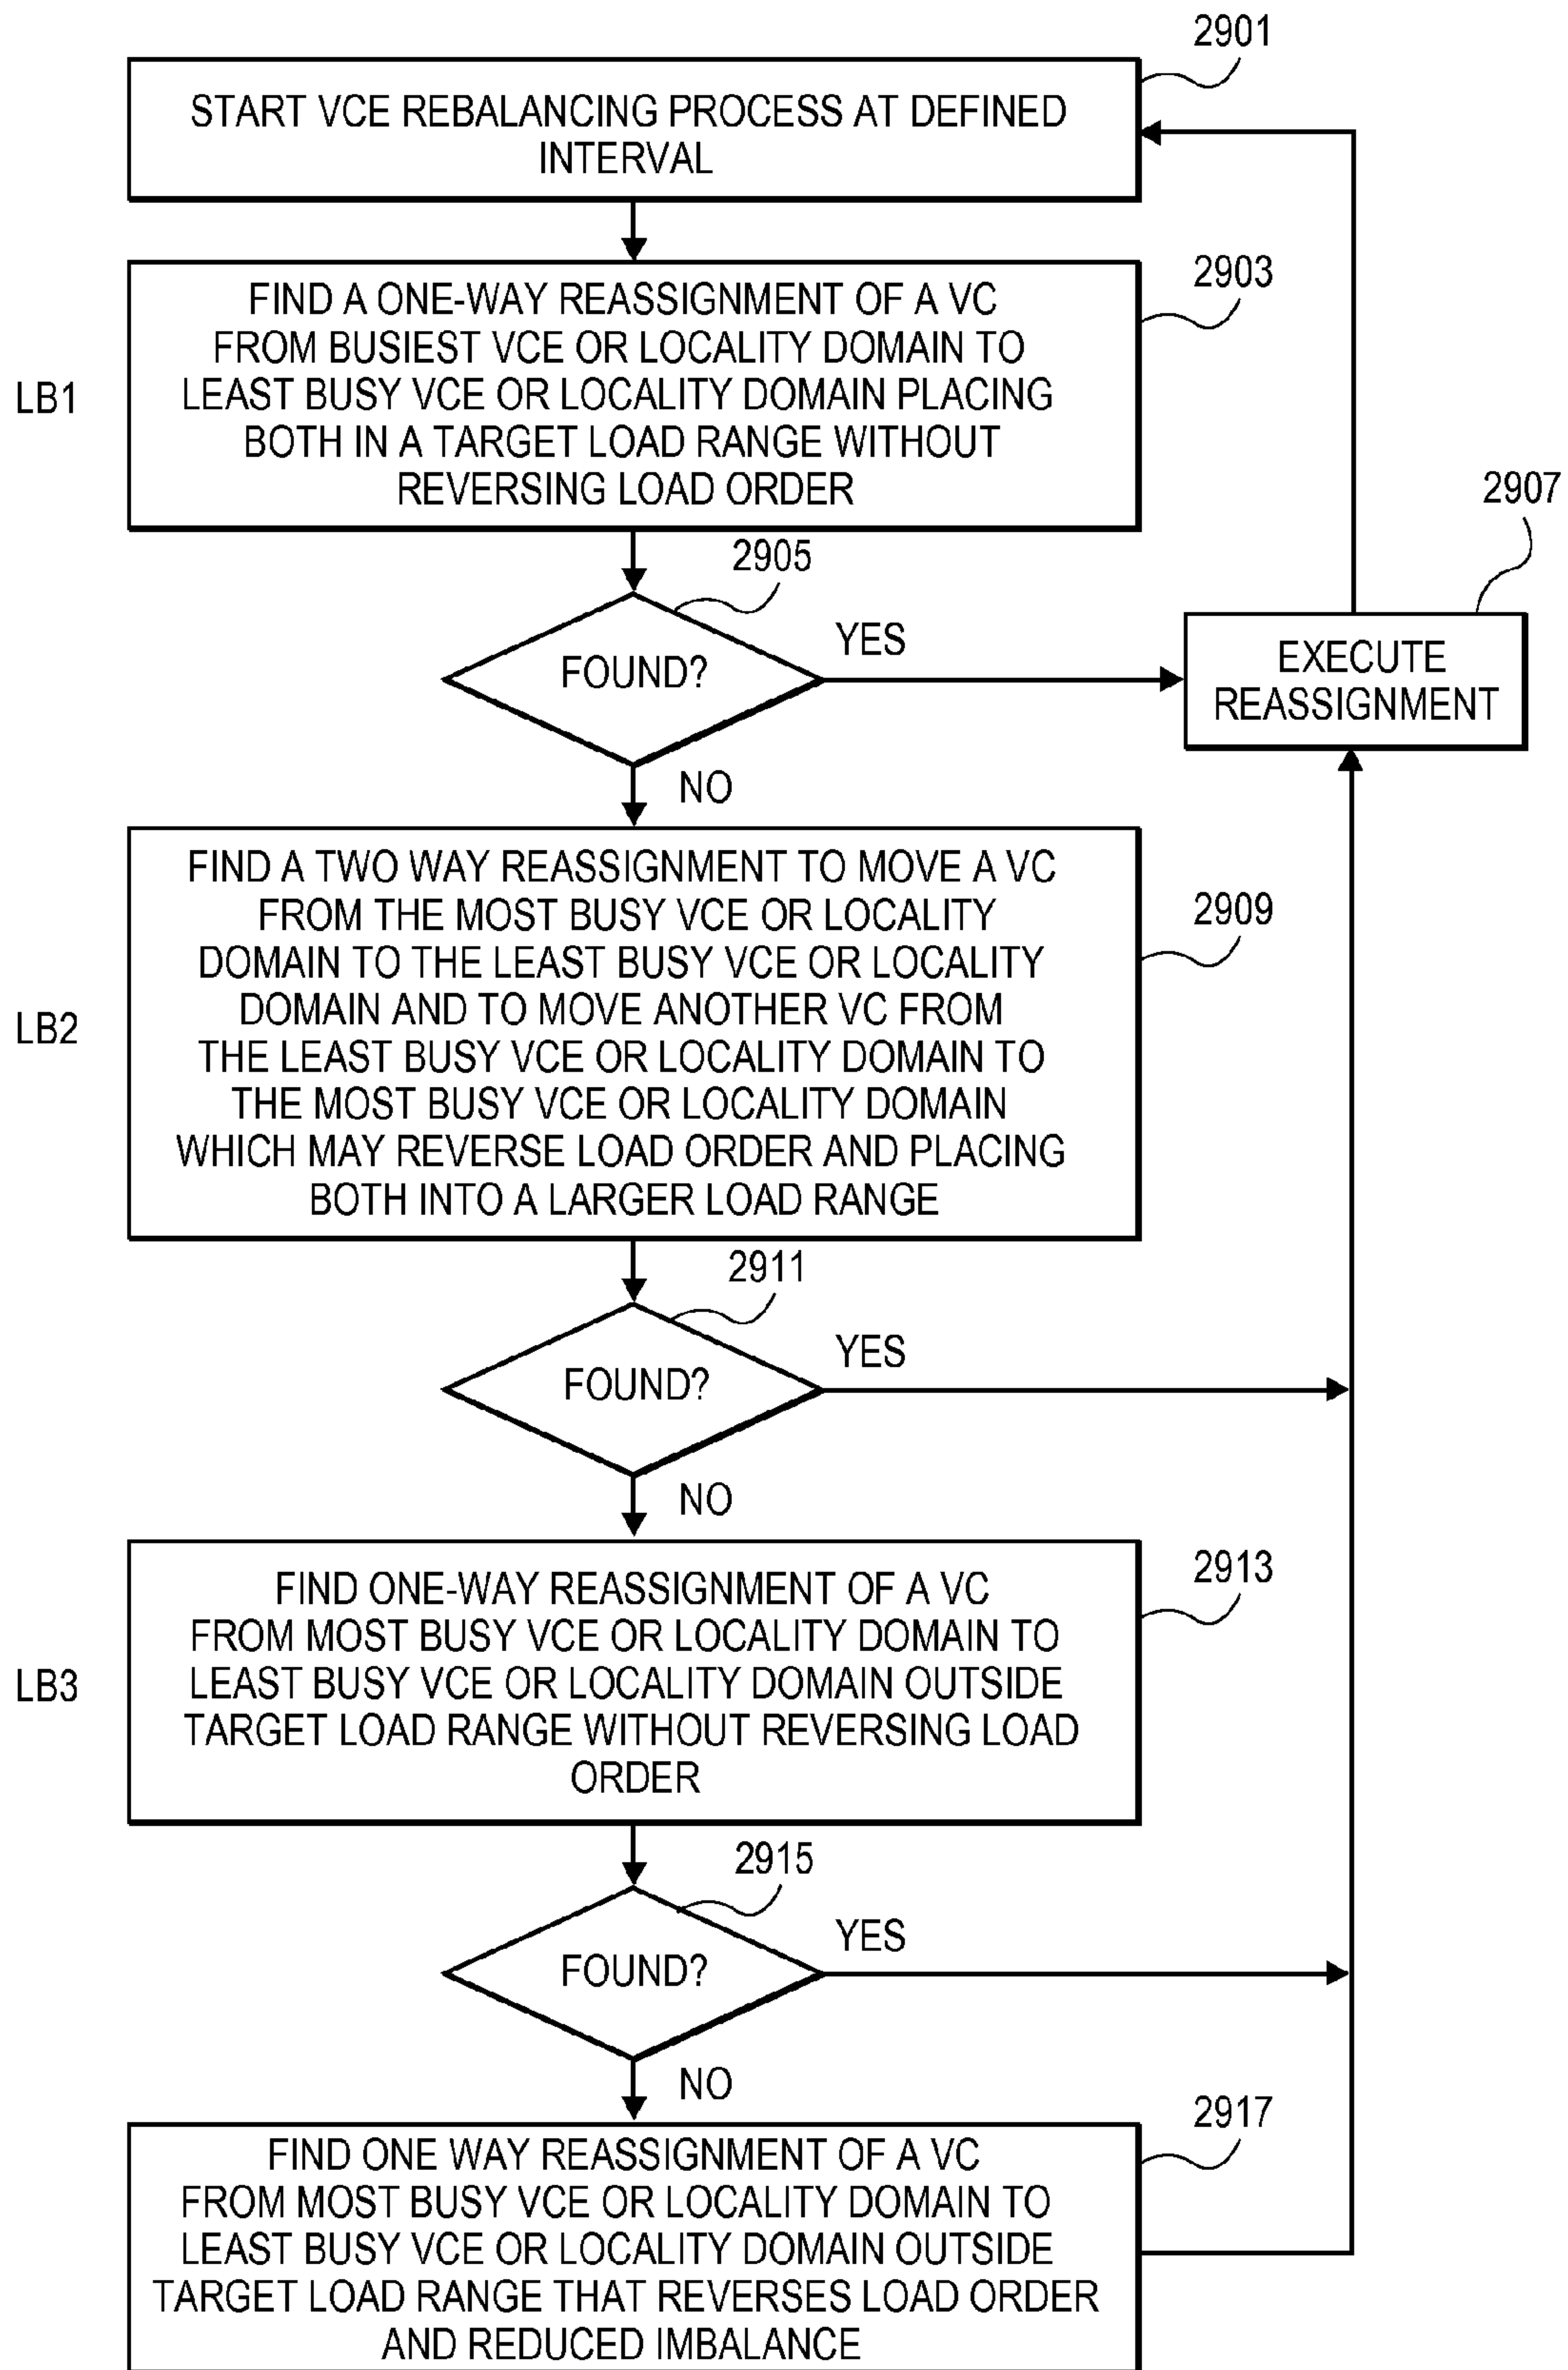 2901
START VCE REBALANCING PROCESS AT DEFINED
INTERVAL
2903
FIND A ONE-WAY REASSIGNMENT OF A VC
FROM BUSIEST VCE OR LOCALITY DOMAIN TO
LEAST BUSY VCE OR LOCALITY DOMAIN PLACING
BOTH IN A TARGET LOAD RANGE WITHOUT
REVERSING LOAD ORDER
LB1
2905
FOUND?
YES
NO
2907
EXECUTE
REASSIGNMENT
FIND A TWO WAY REASSIGNMENT TO MOVE A VC
FROM THE MOST BUSY VCE OR LOCALITY
DOMAIN TO THE LEAST BUSY VCE OR LOCALITY
DOMAIN AND TO MOVE ANOTHER VC FROM
THE LEAST BUSY VCE OR LOCALITY DOMAIN TO
THE MOST BUSY VCE OR LOCALITY DOMAIN
WHICH MAY REVERSE LOAD ORDER AND PLACING
BOTH INTO A LARGER LOAD RANGE
2909
LB2
2911
FOUND?
YES
NO
2913
FIND ONE-WAY REASSIGNMENT OF A VC
FROM MOST BUSY VCE OR LOCALITY DOMAIN TO
LEAST BUSY VCE OR LOCALITY DOMAIN OUTSIDE
TARGET LOAD RANGE WITHOUT REVERSING LOAD
ORDER
LB3
2915
FOUND?
YES
NO
2917
FIND ONE WAY REASSIGNMENT OF A VC
FROM MOST BUSY VCE OR LOCALITY DOMAIN TO
LEAST BUSY VCE OR LOCALITY DOMAIN OUTSIDE
TARGET LOAD RANGE THAT REVERSES LOAD ORDER
AND REDUCED IMBALANCE